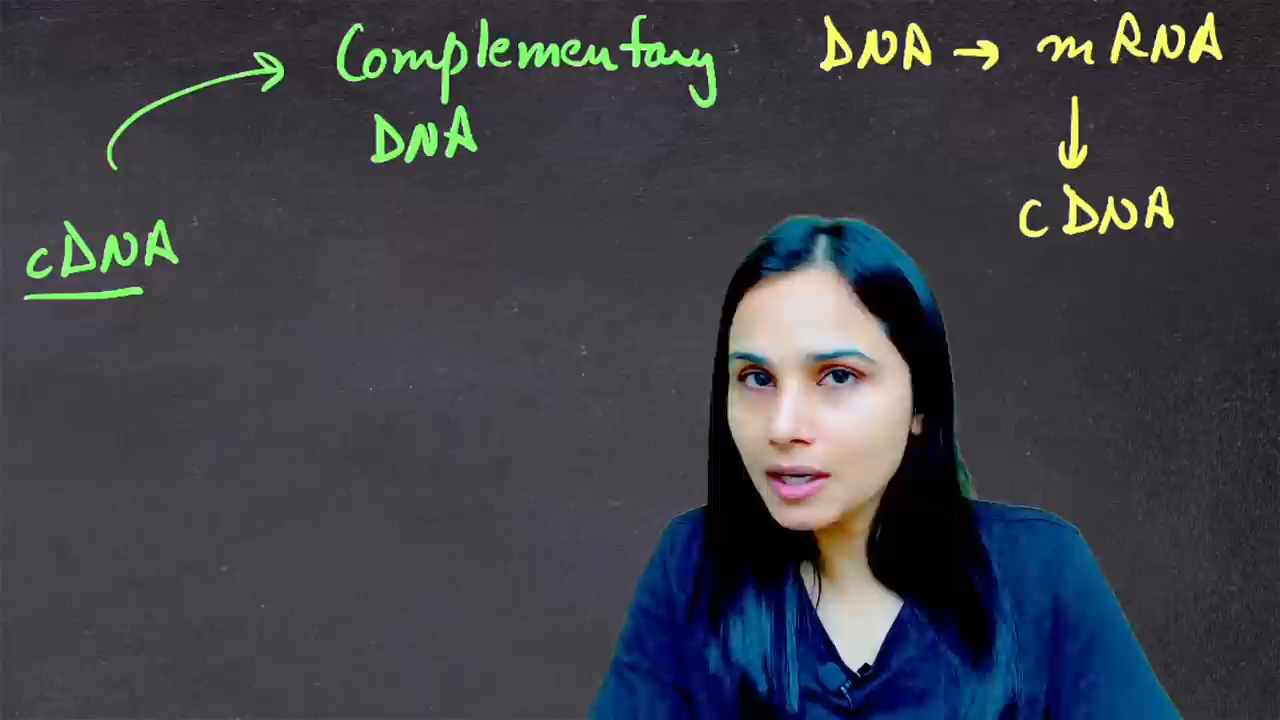 Complementary
DNA
cDNA
DNA → mRNA
↓
cDNA